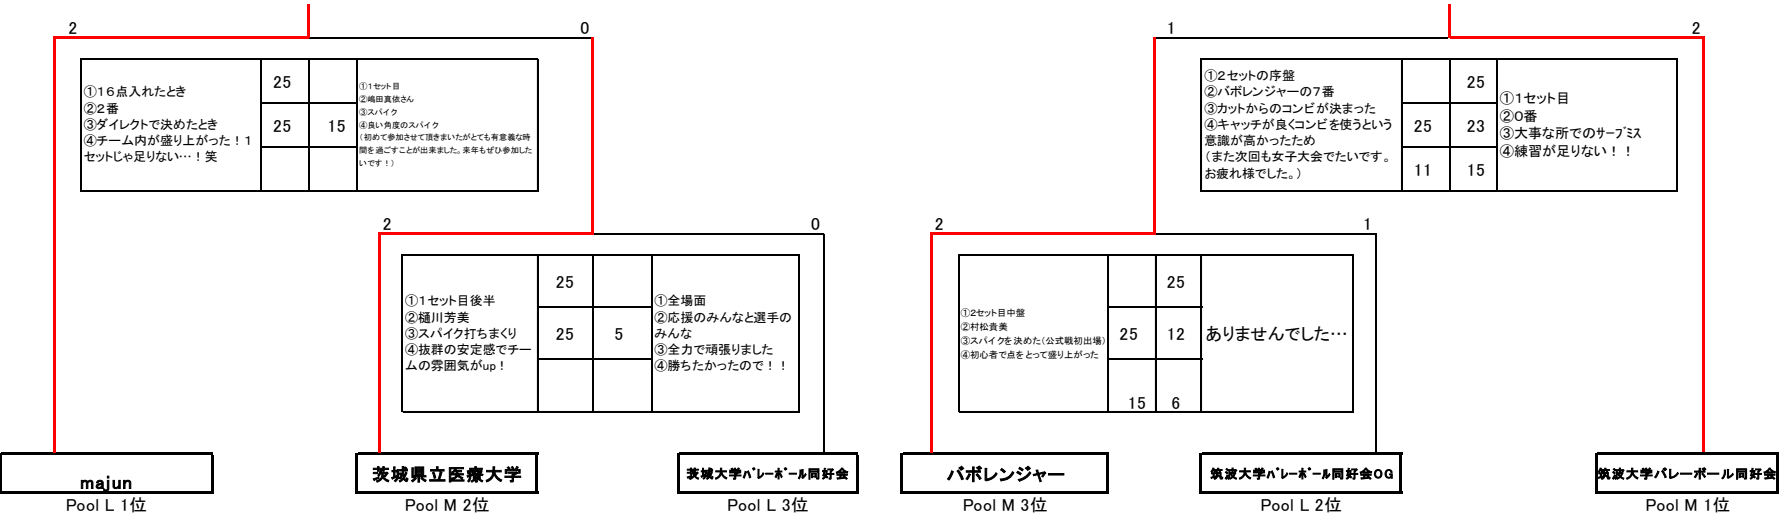 2
0
1
2
①16点入れたとき
②2番
③ダイレクトで決めたとき
④チーム内が盛り上がった！1
セットじゃ足りない…！笑
25
25
15
①1セット目
②嶋田真依さん
③スパイク
④良い角度のスパイク
（初めて参加させて頂きまいたがとても有意義な時
間を過ごすことが出来ました。来年もぜひ参加した
いです！）
①2セットの序盤
②バボレンジャーの7番
③カットからのコンビが決まった
④キャッチが良くコンビを使うという
意識が高かったため
（また次回も女子大会でたいです。
お疲れ様でした。）
25
25
23
11
15
①1セット目
②0番
③大事な所でのサーブミス
④練習が足りない！！
2
0
2
1
①1セット目後半
②樋川芳美
③スパイク打ちまくり
④抜群の安定感でチー
ムの雰囲気がup！
25
25
5
①全場面
②応援のみんなと選手の
みんな
③全力で頑張りました
④勝ちたかったので！！
①2セット目中盤
②村松貴美
③スパイクを決めた（公式戦初出場）
④初心者で点をとって盛り上がった
25
25
12
15
6
ありませんでした…
majun
茨城県立医療大学
茨城大学バレーボール同好会
バボレンジャー
筑波大学バレーボール同好会OG
筑波大学バレーボール同好会
Pool L 1位
Pool M 2位
Pool L 3位
Pool M 3位
Pool L 2位
Pool M 1位